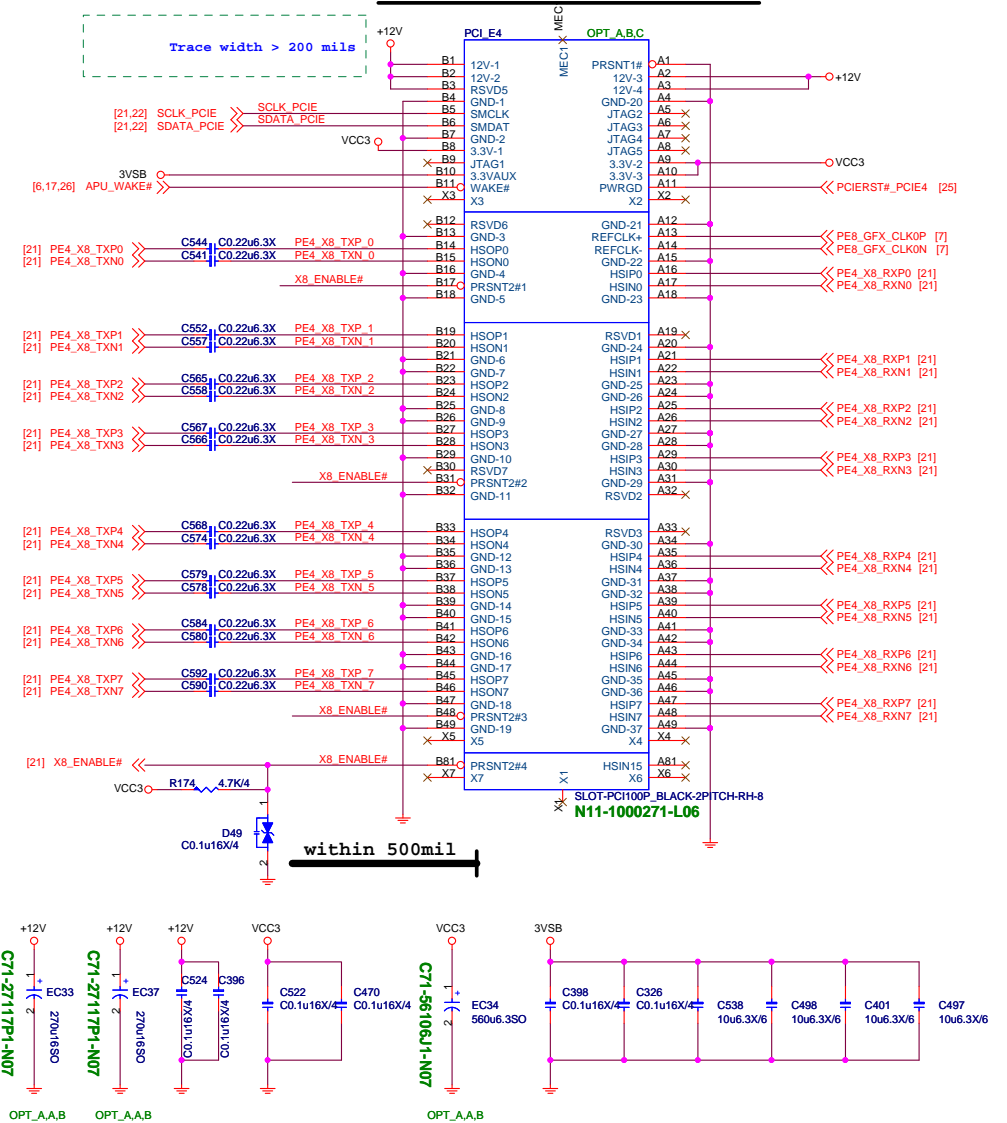 MEC
Trace width > 200 mils
+12V
PCI_E4
MEC1
OPT_A,B,C
B1 12V-1 PRSNT1# A1
B2 12V-2 12V-3 A2 +12V
B3 RSVD5 12V-4 A3
B4 GND-1 GND-20 A4
[21,22] SCLK_PCIE SCLK_PCIE B5 SMCLK JTAG2 A5
[21,22] SDATA_PCIE SDATA_PCIE B6 SMDAT JTAG3 A6
B7 GND-2 JTAG4 A7
VCC3 B8 3.3V-1 JTAG5 A8
B9 JTAG1 3.3V-2 A9 VCC3
3VSB B10 3.3VAUX 3.3V-3 A10
[6,17,26] APU_WAKE# B11 WAKE# PWRGD A11 PCIERST#_PCIE4 [25]
X3 X3 X2 X2
B12 RSVD6 GND-21 A12
B13 GND-3 REFCLK+ A13 PE8_GFX_CLK0P [7]
[21] PE4_X8_TXP0 C544 C0.22u6.3X PE4_X8_TXP_0 B14 HSOP0 REFCLK- A14 PE8_GFX_CLK0N [7]
[21] PE4_X8_TXN0 C541 C0.22u6.3X PE4_X8_TXN_0 B15 HSON0 GND-22 A15
B16 GND-4 HSIP0 A16 PE4_X8_RXP0 [21]
X8_ENABLE# B17 PRSNT2#1 HSIN0 A17 PE4_X8_RXN0 [21]
B18 GND-5 GND-23 A18
[21] PE4_X8_TXP1 C552 C0.22u6.3X PE4_X8_TXP_1 B19 HSOP1 RSVD1 A19
[21] PE4_X8_TXN1 C557 C0.22u6.3X PE4_X8_TXN_1 B20 HSON1 GND-24 A20
B21 GND-6 HSIP1 A21 PE4_X8_RXP1 [21]
B22 GND-7 HSIN1 A22 PE4_X8_RXN1 [21]
[21] PE4_X8_TXP2 C565 C0.22u6.3X PE4_X8_TXP_2 B23 HSOP2 GND-25 A23
[21] PE4_X8_TXN2 C558 C0.22u6.3X PE4_X8_TXN_2 B24 HSON2 GND-26 A24
B25 GND-8 HSIP2 A25 PE4_X8_RXP2 [21]
B26 GND-9 HSIN2 A26 PE4_X8_RXN2 [21]
[21] PE4_X8_TXP3 C567 C0.22u6.3X PE4_X8_TXP_3 B27 HSOP3 GND-27 A27
[21] PE4_X8_TXN3 C566 C0.22u6.3X PE4_X8_TXN_3 B28 HSON3 GND-28 A28
B29 GND-10 HSIP3 A29 PE4_X8_RXP3 [21]
B30 RSVD7 HSIN3 A30 PE4_X8_RXN3 [21]
X8_ENABLE# B31 PRSNT2#2 GND-29 A31
B32 GND-11 RSVD2 A32
[21] PE4_X8_TXP4 C568 C0.22u6.3X PE4_X8_TXP_4 B33 HSOP4 RSVD3 A33
[21] PE4_X8_TXN4 C574 C0.22u6.3X PE4_X8_TXN_4 B34 HSON4 GND-30 A34
B35 GND-12 HSIP4 A35 PE4_X8_RXP4 [21]
B36 GND-13 HSIN4 A36 PE4_X8_RXN4 [21]
[21] PE4_X8_TXP5 C579 C0.22u6.3X PE4_X8_TXP_5 B37 HSOP5 GND-31 A37
[21] PE4_X8_TXN5 C578 C0.22u6.3X PE4_X8_TXN_5 B38 HSON5 GND-32 A38
B39 GND-14 HSIP5 A39 PE4_X8_RXP5 [21]
B40 GND-15 HSIN5 A40 PE4_X8_RXN5 [21]
[21] PE4_X8_TXP6 C584 C0.22u6.3X PE4_X8_TXP_6 B41 HSOP6 GND-33 A41
[21] PE4_X8_TXN6 C580 C0.22u6.3X PE4_X8_TXN_6 B42 HSON6 GND-34 A42
B43 GND-16 HSIP6 A43 PE4_X8_RXP6 [21]
B44 GND-17 HSIN6 A44 PE4_X8_RXN6 [21]
[21] PE4_X8_TXP7 C592 C0.22u6.3X PE4_X8_TXP_7 B45 HSOP7 GND-35 A45
[21] PE4_X8_TXN7 C590 C0.22u6.3X PE4_X8_TXN_7 B46 HSON7 GND-36 A46
B47 GND-18 HSIP7 A47 PE4_X8_RXP7 [21]
X8_ENABLE# B48 PRSNT2#3 HSIN7 A48 PE4_X8_RXN7 [21]
B49 GND-19 GND-37 A49
X5 X5 X4 X4
[21] X8_ENABLE# X8_ENABLE# B81 PRSNT2#4 HSIN15 A81
X7 X7 X1 X6 X6
VCC3 R174 4.7K/4
X1 SLOT-PCI100P_BLACK-2PITCH-RH-8
N11-1000271-L06
1
D49
C0.1u16X/4
2
within 500mil
+12V +12V +12V VCC3 VCC3 3VSB
C71-27117P1-N07 1 + EC33 2 270u16SO
C71-27117P1-N07 1 + EC37 2 270u16SO
C524 C0.1u16X/4
C396 C0.1u16X/4
C522 C0.1u16X/4
C470 C0.1u16X/4
C71-56106J1-N07 1 + EC34 2 560u6.3SO
C398 C0.1u16X/4
C326 C0.1u16X/4
C538 10u6.3X/6
C498 10u6.3X/6
C401 10u6.3X/6
C497 10u6.3X/6
OPT_A,A,B OPT_A,A,B OPT_A,A,B